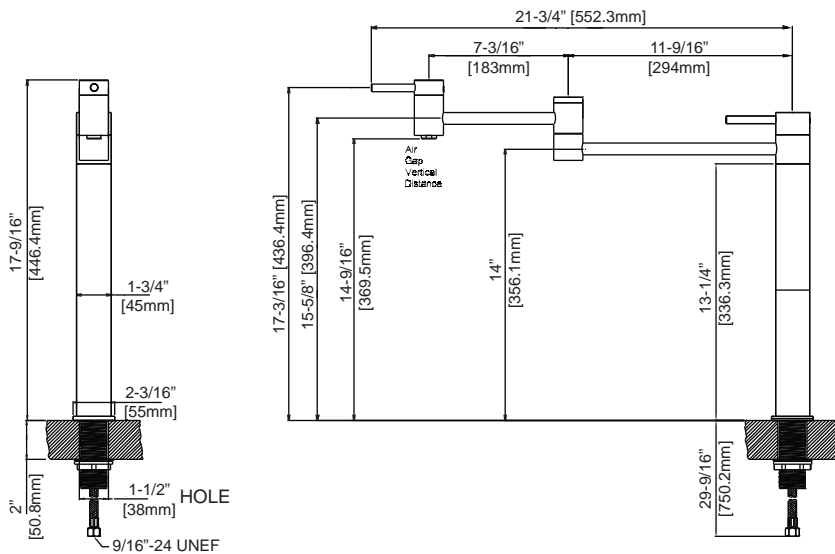 21-3/4” [552.3mm]
7-3/16”
[183mm]
11-9/16”
[294mm]
Air
Gap
Vertical
Distance
17-9/16”
[446.4mm]
1-3/4”
[45mm]
2-3/16”
[55mm]
2”
[50.8mm]
1-1/2”
[38mm]
HOLE
9/16”-24 UNEF
17-3/16” [436.4mm]
15-5/8” [396.4mm]
14-9/16”
[369.5mm]
14”
[356.1mm]
13-1/4”
[336.3mm]
29-9/16”
[750.2mm]